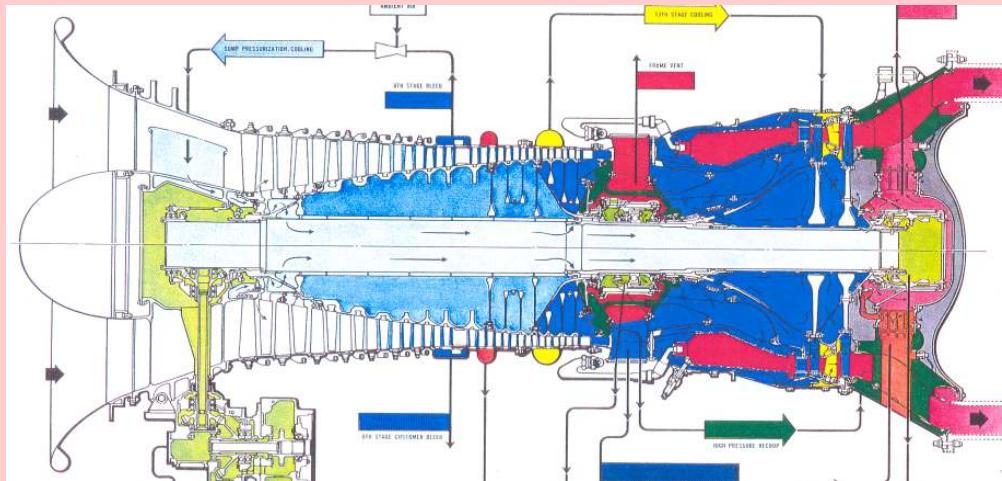 AMBIENT AIR
SUMP PRESSURIZATION, COOLING
13TH STAGE COOLING
8TH STAGE BLEED
FRAME VENT
8TH STAGE CUSTOMER BLEED
HIGH PRESSURE RECOUP